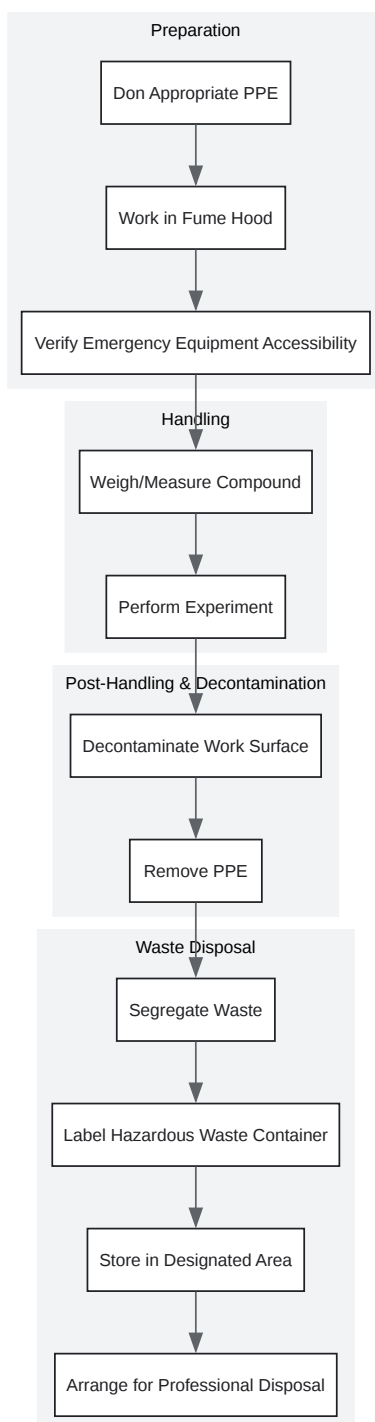 Preparation
Don Appropriate PPE
Work in Fume Hood
Verify Emergency Equipment Accessibility
Handling
Weigh/Measure Compound
Perform Experiment
Post-Handling & Decontamination
Decontaminate Work Surface
Remove PPE
Waste Disposal
Segregate Waste
Label Hazardous Waste Container
Store in Designated Area
Arrange for Professional Disposal